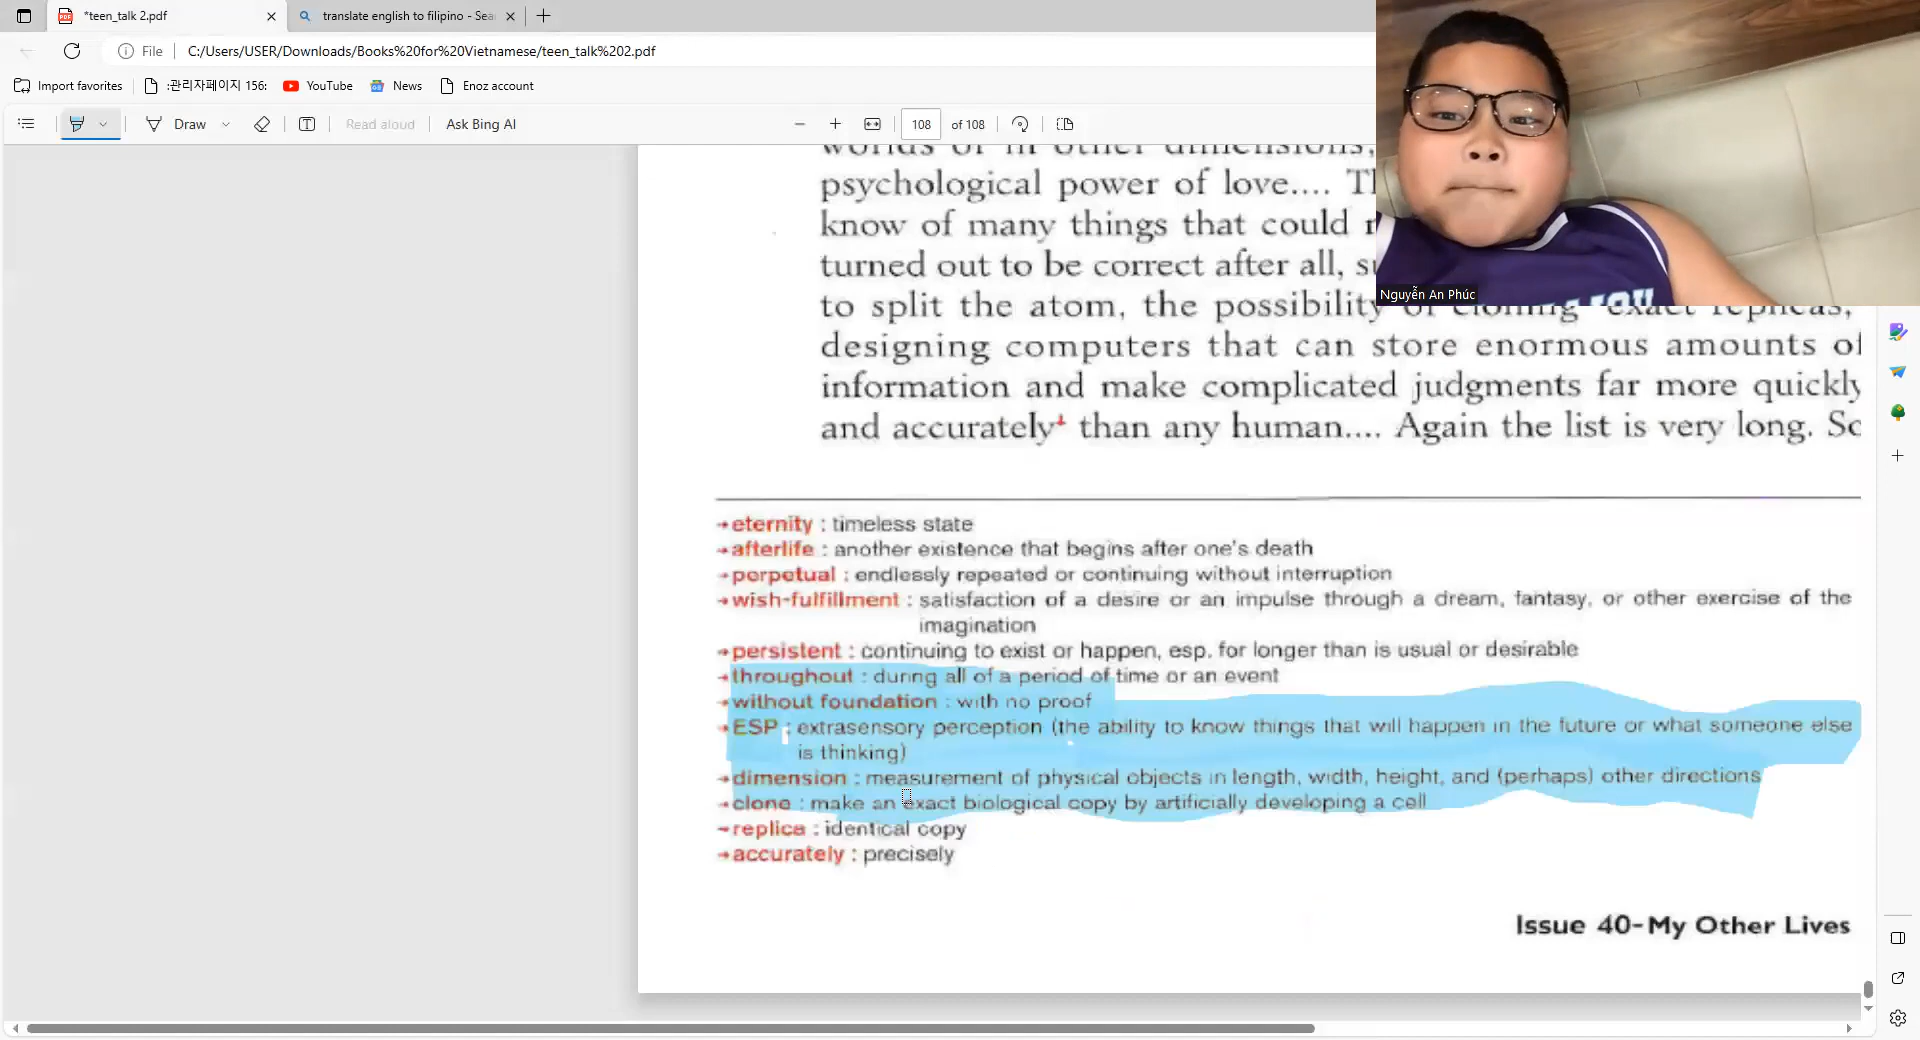 *teen_talk 2.pdf
translate english to filipino - Sea
File C:/Users/USER/Downloads/Books%20for%20Vietnamese/teen_talk%202.pdf
Import favorites :관리자페이지 156: YouTube News Enoz account
Draw Read aloud Ask Bing AI 108 of 108
worlds or in other dimensions,
psychological power of love....
know of many things that could
turned out to be correct after all,
to split the atom, the possibility of cloning exact replicas,
designing computers that can store enormous amounts of
information and make complicated judgments far more quickly
and accurately⁺ than any human.... Again the list is very long. So
Nguyễn An Phúc
→eternity : timeless state
→afterlife : another existence that begins after one's death
→perpetual : endlessly repeated or continuing without interruption
→wish-fulfillment : satisfaction of a desire or an impulse through a dream, fantasy, or other exercise of the
imagination
→persistent : continuing to exist or happen, esp. for longer than is usual or desirable
→throughout : during all of a period of time or an event
→without foundation : with no proof
→ESP : extrasensory perception (the ability to know things that will happen in the future or what someone else
is thinking)
→dimension : measurement of physical objects in length, width, height, and (perhaps) other directions
→clone : make an exact biological copy by artificially developing a cell
→replica : identical copy
→accurately : precisely
Issue 40-My Other Lives